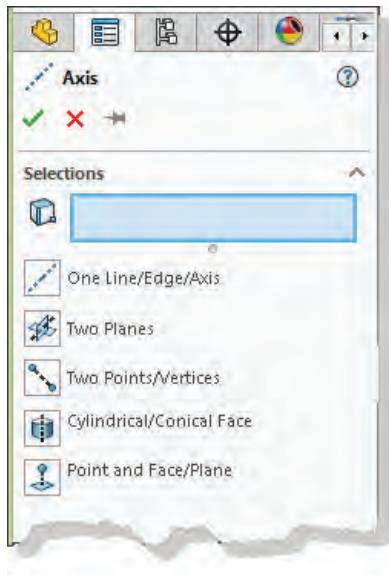 Axis
Selections
One Line/Edge/Axis
Two Planes
Two Points/Vertices
Cylindrical/Conical Face
Point and Face/Plane